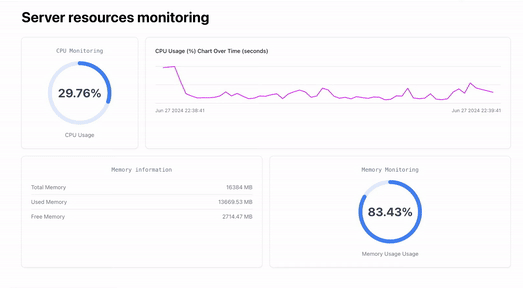 Server resources monitoring
CPU Monitoring
29.76%
CPU Usage
CPU Usage (%) Chart Over Time (seconds)
Jun 27 2024 22:38:41
Jun 27 2024 22:39:41
Memory information
Total Memory 16384 MB
Used Memory 13669.53 MB
Free Memory 2714.47 MB
Memory Monitoring
83.43%
Memory Usage Usage